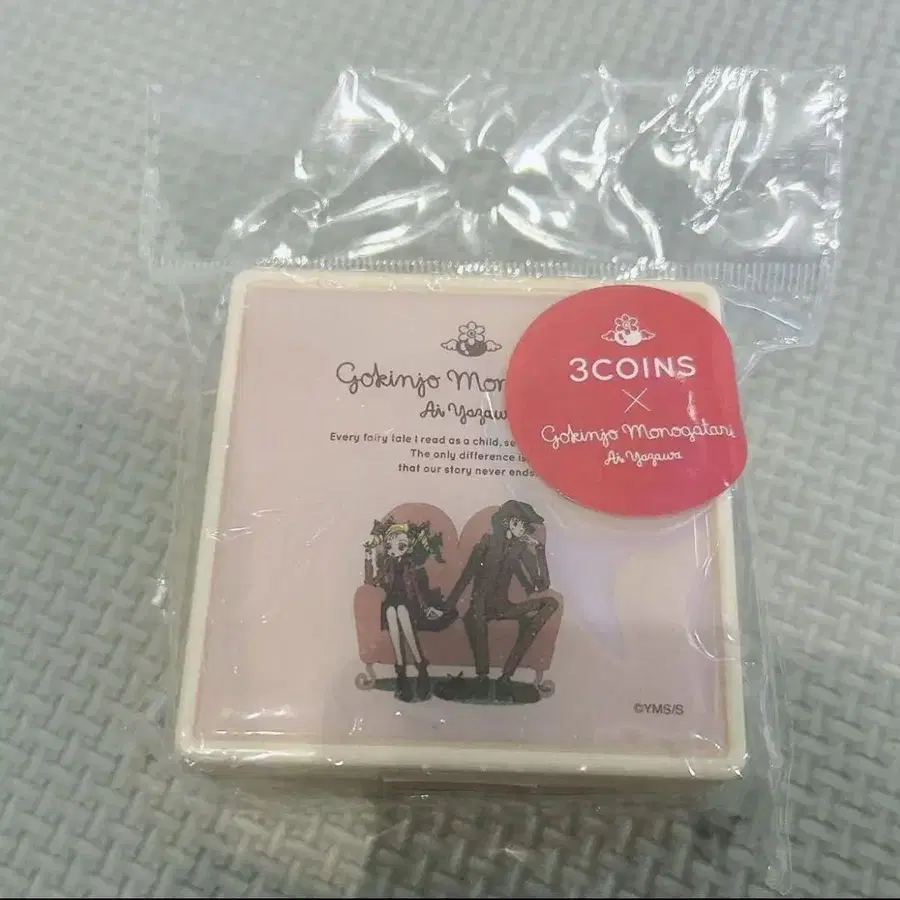 Gokinjo Mono
Ai Yazaw
Every fairy tale I read as a child, se
The only difference is
that our story never ends.
©YMS/S
3COINS
×
Gokinjo Monogatari
Ai Yazawa